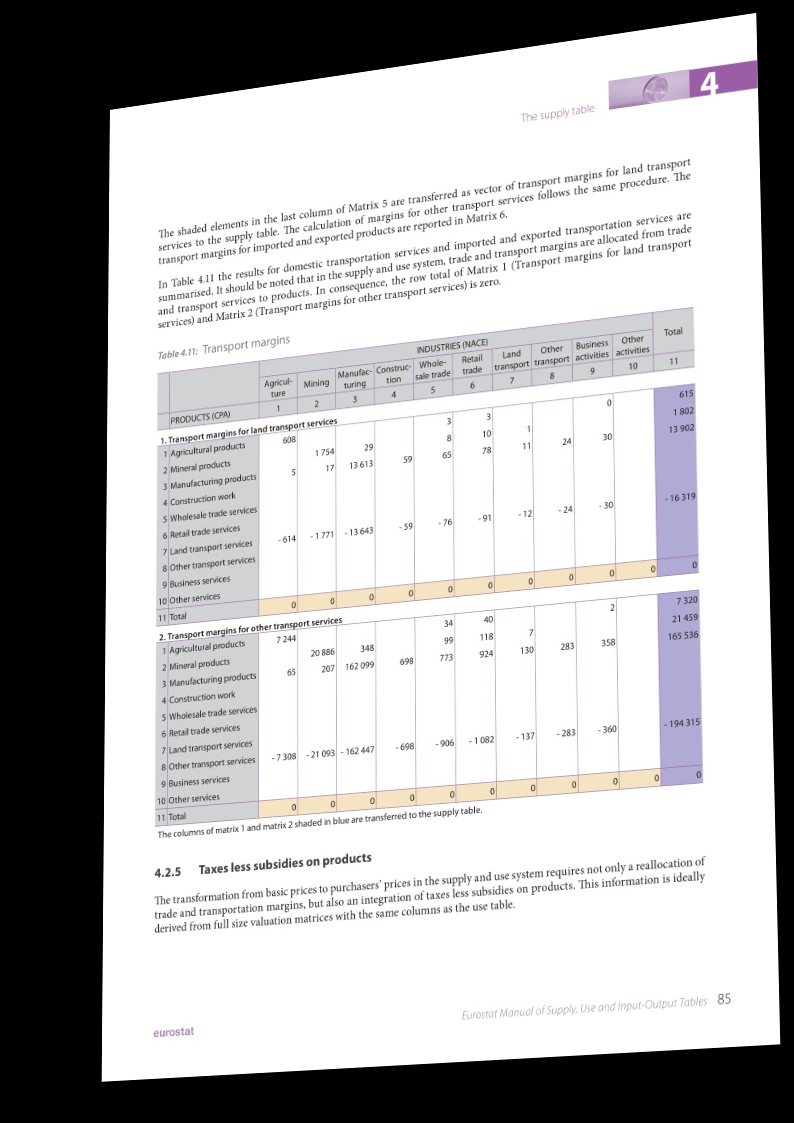 4
The supply table
The shaded elements in the last column of Matrix 5 are transferred as vector of transport margins for land transport
services to the supply table. The calculation of margins for other transport services follows the same procedure. The
transport margins for imported and exported products are reported in Matrix 6.
In Table 4.11 the results for domestic transportation services and imported and exported transportation services are
summarised. It should be noted that in the supply and use system, trade and transport margins are allocated from trade
and transport services to products. In consequence, the row total of Matrix 1 (Transport margins for land transport
services) and Matrix 2 (Transport margins for other transport services) is zero.
Table 4.11: Transport margins
INDUSTRIES (NACE) Total
Agricul-ture Mining Manufac-turing Construc-tion Whole-sale trade Retail trade Land transport Other transport Business activities Other activities
PRODUCTS (CPA) 1 2 3 4 5 6 7 8 9 10 11
1. Transport margins for land transport services
1 Agricultural products 608 3 3 0 615
2 Mineral products 1 754 29 8 10 1 1 802
3 Manufacturing products 5 17 13 613 59 65 78 11 24 30 13 902
4 Construction work
5 Wholesale trade services
6 Retail trade services
7 Land transport services - 614 - 1 771 - 13 643 - 59 - 76 - 91 - 12 - 24 - 30 - 16 319
8 Other transport services
9 Business services
10 Other services
11 Total 0 0 0 0 0 0 0 0 0 0 0
2. Transport margins for other transport services
1 Agricultural products 7 244 34 40 2 7 320
2 Mineral products 20 886 348 99 118 7 21 459
3 Manufacturing products 65 207 162 099 698 773 924 130 283 358 165 536
4 Construction work
5 Wholesale trade services
6 Retail trade services
7 Land transport services
8 Other transport services - 7 308 - 21 093 - 162 447 - 698 - 906 - 1 082 - 137 - 283 - 360 - 194 315
9 Business services
10 Other services
11 Total 0 0 0 0 0 0 0 0 0 0 0
The columns of matrix 1 and matrix 2 shaded in blue are transferred to the supply table.
4.2.5 Taxes less subsidies on products
The transformation from basic prices to purchasers' prices in the supply and use system requires not only a reallocation of
trade and transportation margins, but also an integration of taxes less subsidies on products. This information is ideally
derived from full size valuation matrices with the same columns as the use table.
eurostat
Eurostat Manual of Supply, Use and Input-Output Tables 85